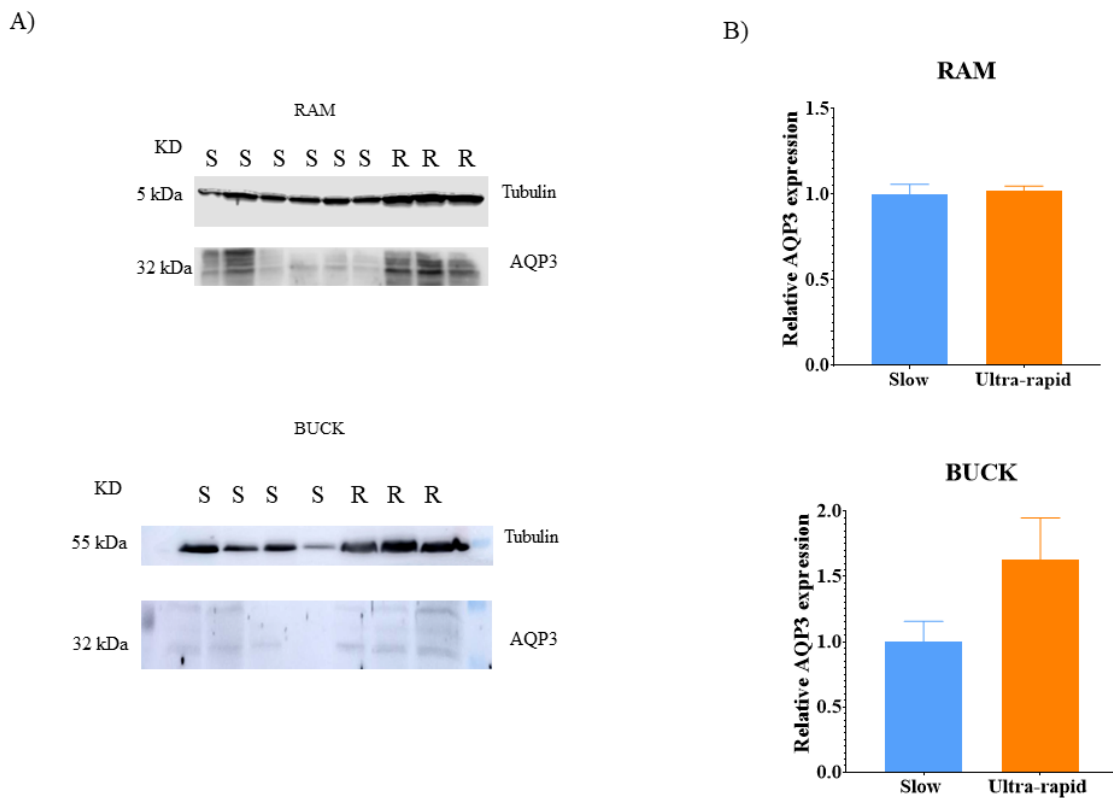 A)
RAM
KD S S S S S S R R R
5 kDa Tubulin
32 kDa AQP3
BUCK
KD S S S S R R R
55 kDa Tubulin
32 kDa AQP3
B)
RAM
Relative AQP3 expression
1.5
1.0
0.5
0.0
Slow Ultra-rapid
BUCK
Relative AQP3 expression
2.0
1.5
1.0
0.5
0.0
Slow Ultra-rapid